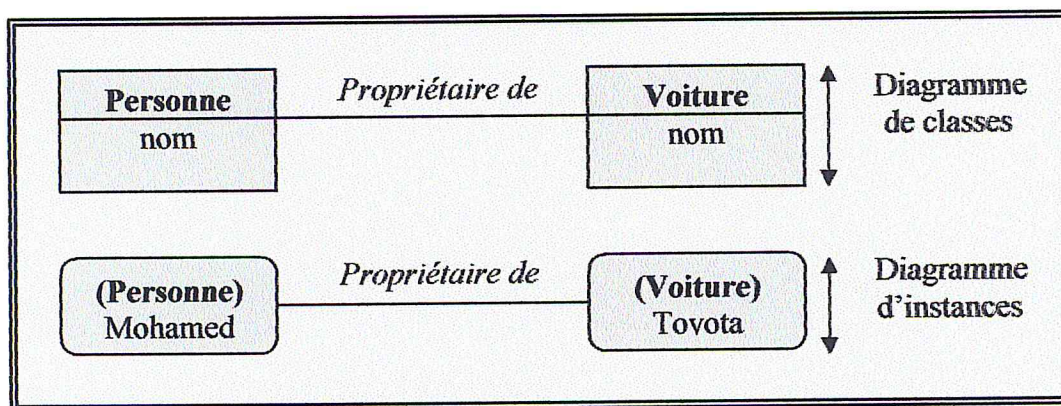 Personne
Propriétaire de
Voiture
Diagramme
de classes
nom
nom
(Personne)
Mohamed
Propriétaire de
(Voiture)
Tovota
Diagramme
d'instances